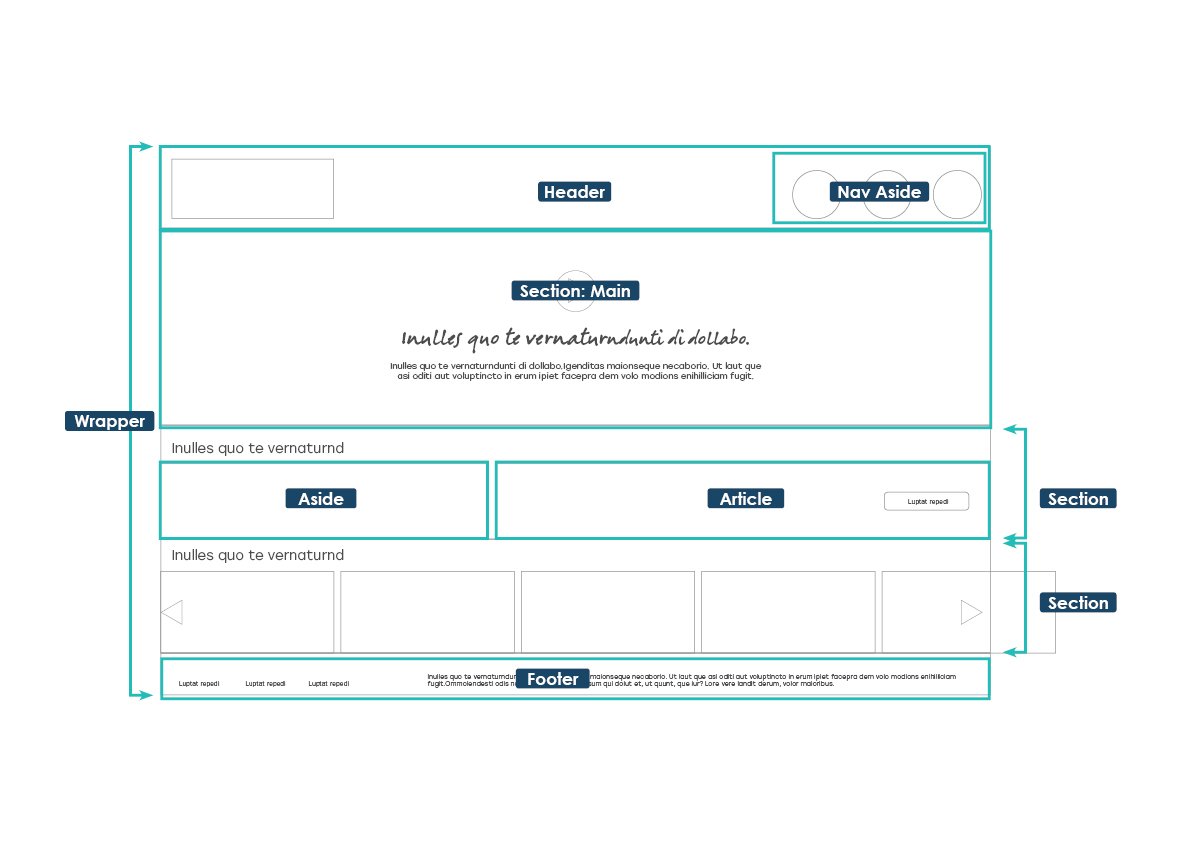 Header
Nav Aside
Section: Main
Inulles quo te vernaturndunti di dollabo.
Inulles quo te vernaturndunti di dollabo.Igenditas maionseque necaborio. Ut laut que
asi oditi aut voluptincto in erum ipiet facepra dem volo modions enihilliciam fugit.
Wrapper
Inulles quo te vernaturnd
Aside
Article
Luptat repedi
Section
Inulles quo te vernaturnd
Section
Luptat repedi
Luptat repedi
Luptat repedi
Inulles quo te maionseque necaborio. Ut laut que asi oditi aut voluptincto in erum ipiet facepra dem volo modions enihilliciam
fugit.Ommolendesti odis qui dolut et, ut quunt, que iur? Lore vere landit derum, volor maioribus.
Footer